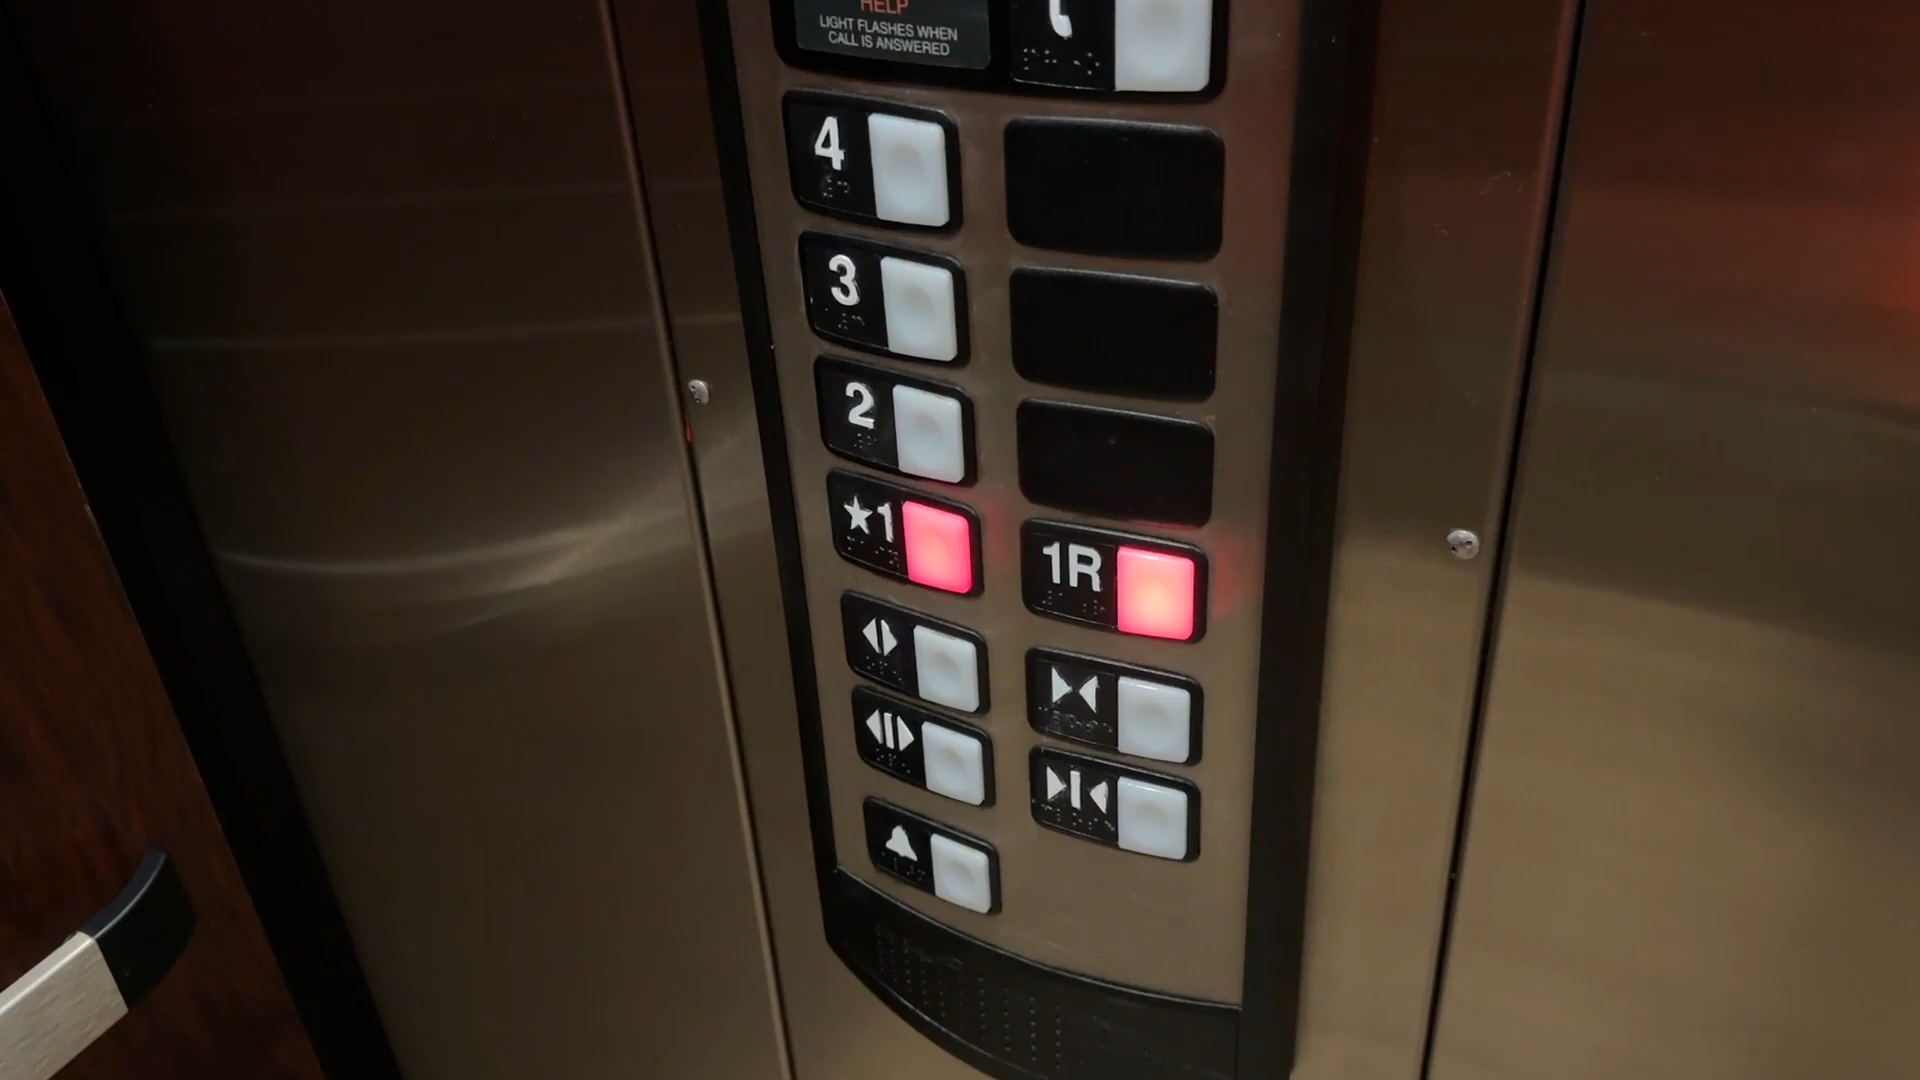 HELP
LIGHT FLASHES WHEN
CALL IS ANSWERED
4
3
2
★1
1R